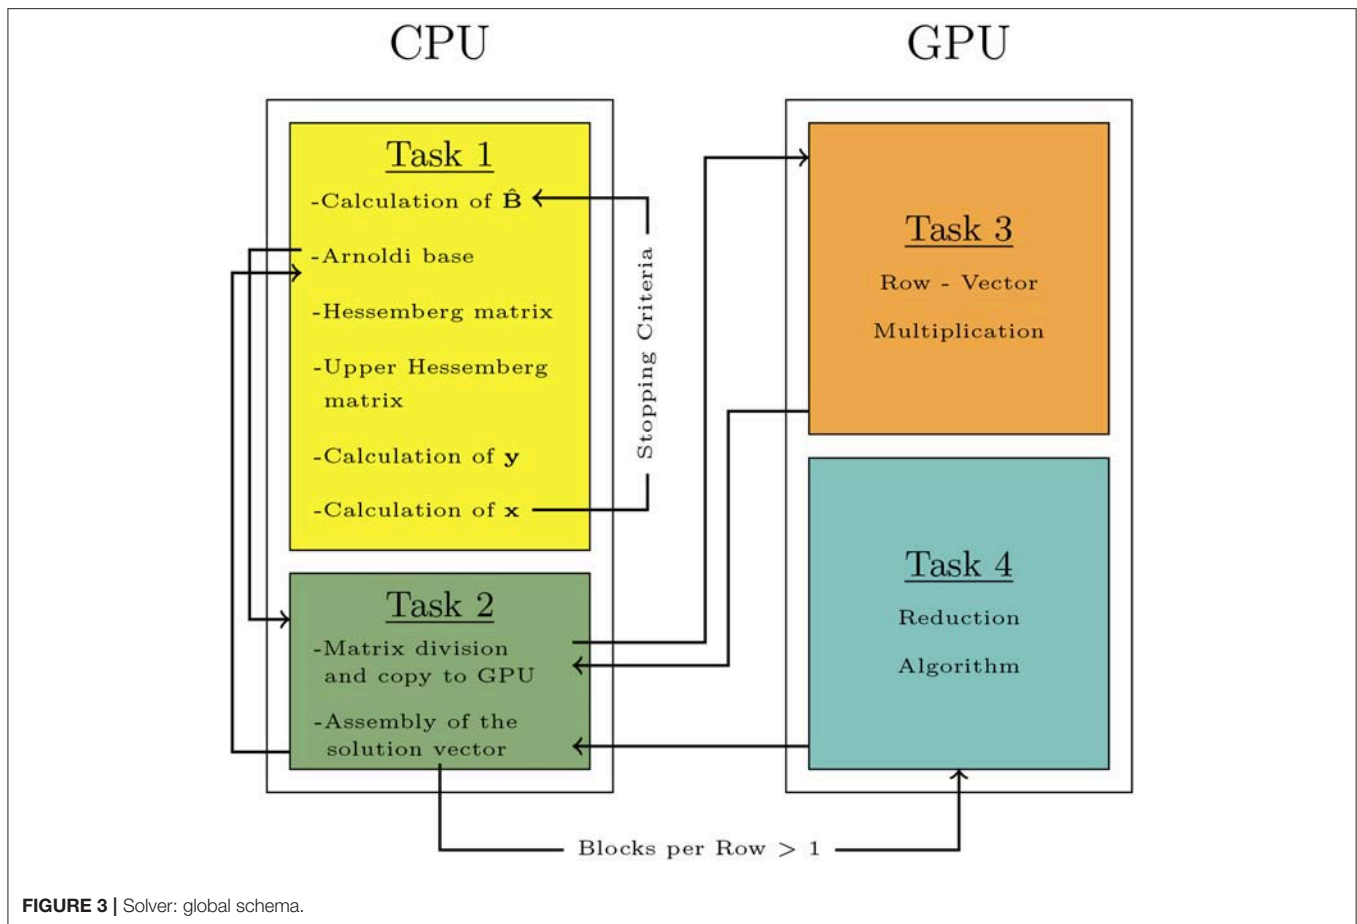 CPU
GPU
Task 1
-Calculation of B̂
-Arnoldi base
-Hessemberg matrix
-Upper Hessemberg
matrix
-Calculation of y
-Calculation of x
Stopping Criteria
Task 2
-Matrix division
and copy to GPU
-Assembly of the
solution vector
Task 3
Row - Vector
Multiplication
Task 4
Reduction
Algorithm
Blocks per Row > 1
FIGURE 3 | Solver: global schema.